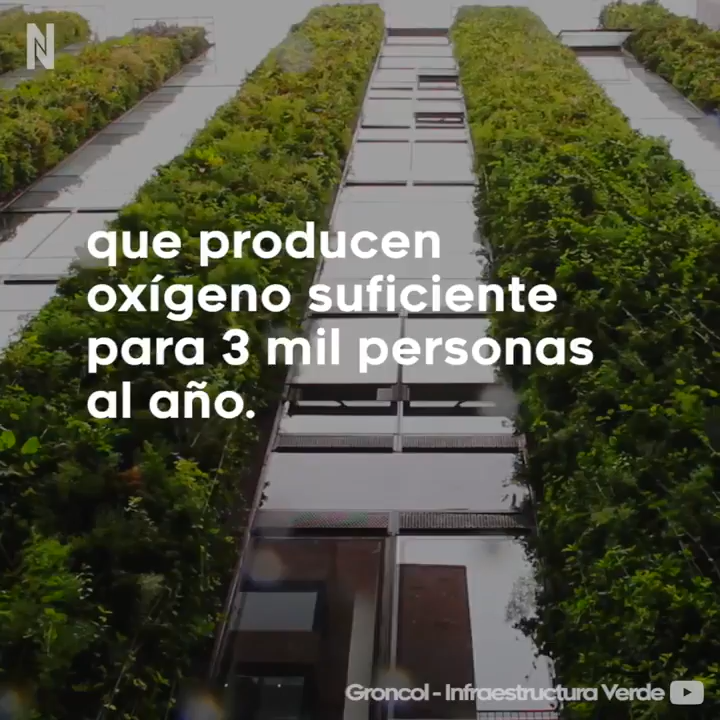 N
que producen
oxígeno suficiente
para 3 mil personas
al año.
Groncol - Infraestructura Verde